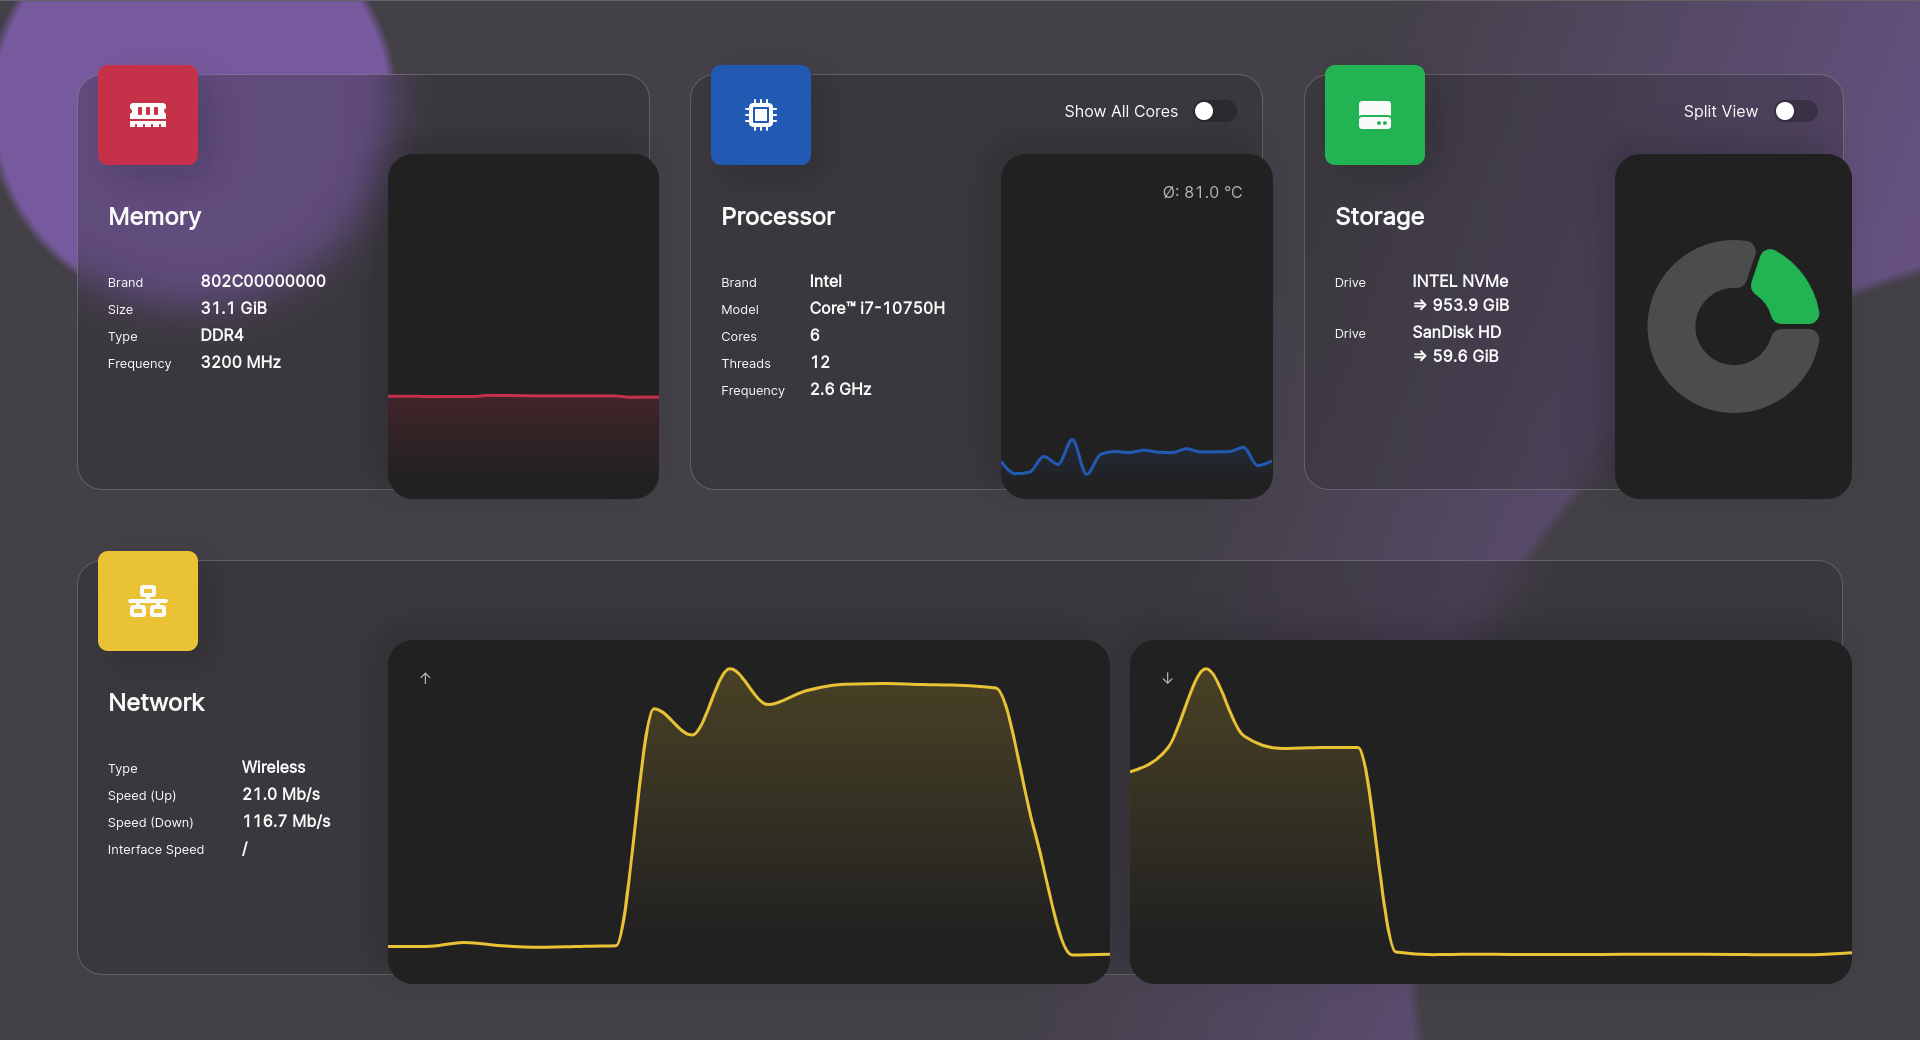 Memory
Brand 802C00000000
Size 31.1 GiB
Type DDR4
Frequency 3200 MHz
Show All Cores
Ø: 81.0 °C
Processor
Brand Intel
Model Core™ i7-10750H
Cores 6
Threads 12
Frequency 2.6 GHz
Split View
Storage
Drive INTEL NVMe
⇒ 953.9 GiB
Drive SanDisk HD
⇒ 59.6 GiB
Network
Type Wireless
Speed (Up) 21.0 Mb/s
Speed (Down) 116.7 Mb/s
Interface Speed /
↑
↓